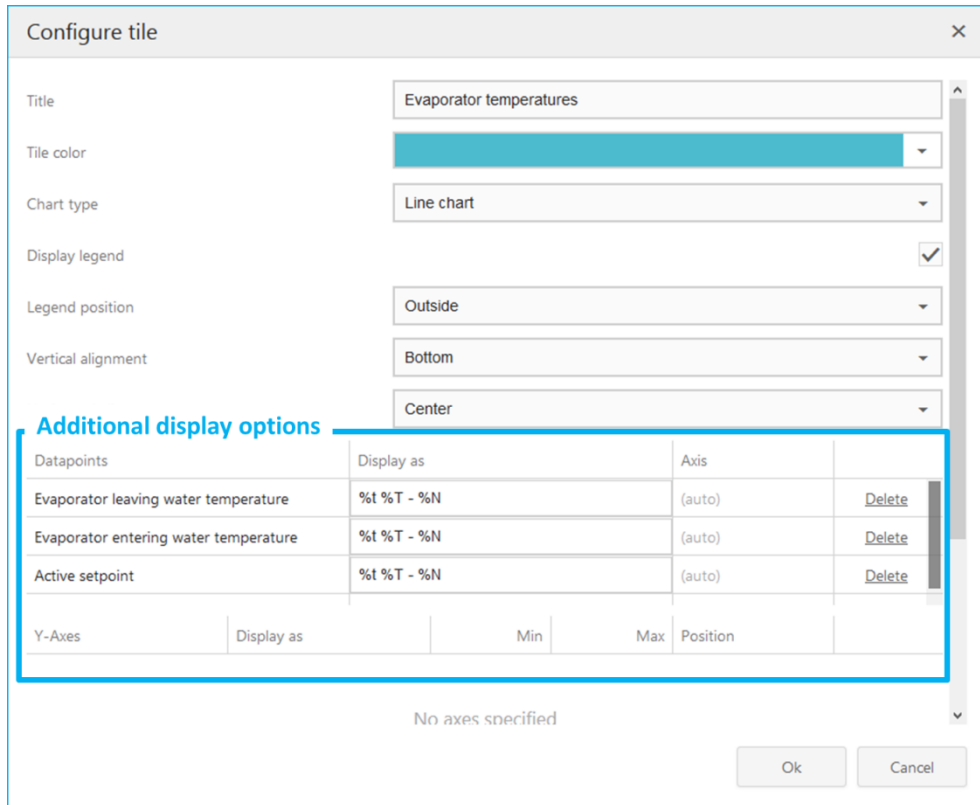 Configure tile
Title
Evaporator temperatures
Tile color
Chart type
Line chart
Display legend
Legend position
Outside
Vertical alignment
Bottom
Center
Additional display options
Datapoints Display as Axis
Evaporator leaving water temperature %t %T - %N (auto) Delete
Evaporator entering water temperature %t %T - %N (auto) Delete
Active setpoint %t %T - %N (auto) Delete
Y-Axes Display as Min Max Position
No axes specified
Ok Cancel